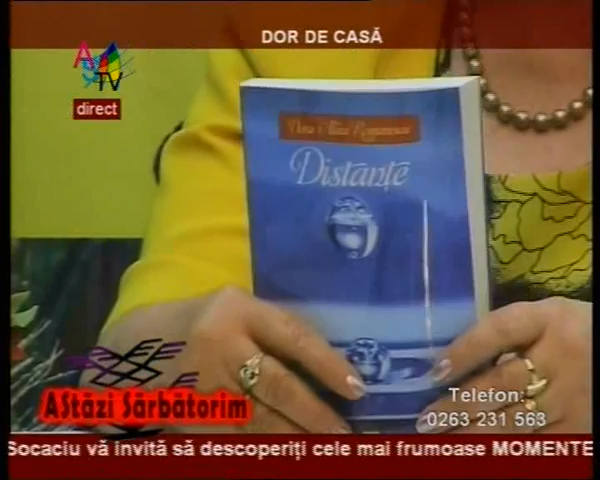 DOR DE CASĂ
AS TV
direct
Distanțe
AStăzi Sărbătorim
Telefon:
0263 231 563
Socaciu vă invită să descoperiți cele mai frumoase MOMENTE